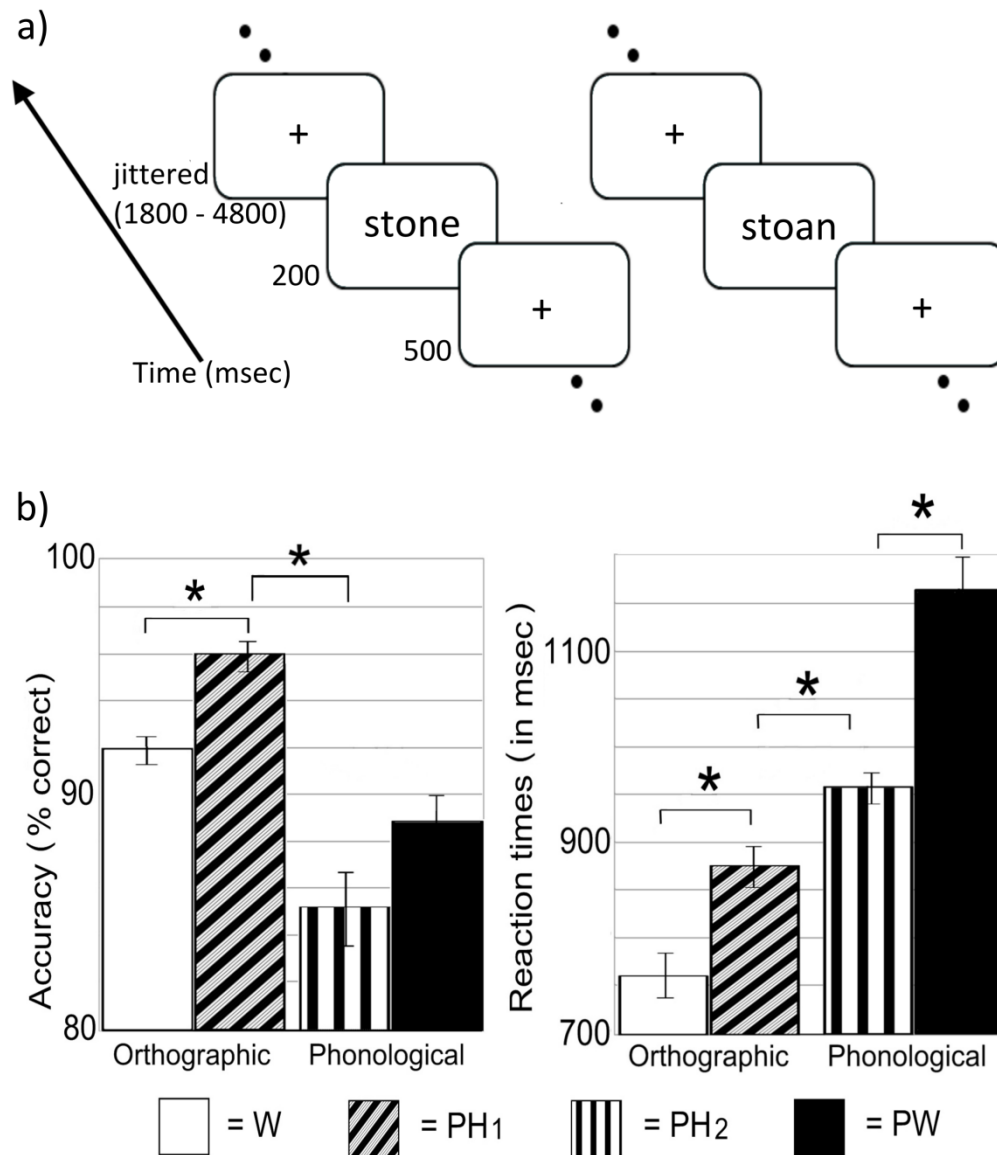 a)
+
+
jittered
(1800 - 4800)
stone
stoan
200
+
+
500
Time (msec)
b)
*
*
*
*
*
100
90
80
Accuracy ( % correct)
Orthographic
Phonological
1100
900
700
Reaction times ( in msec )
Orthographic
Phonological
= W
= PH1
= PH2
= PW